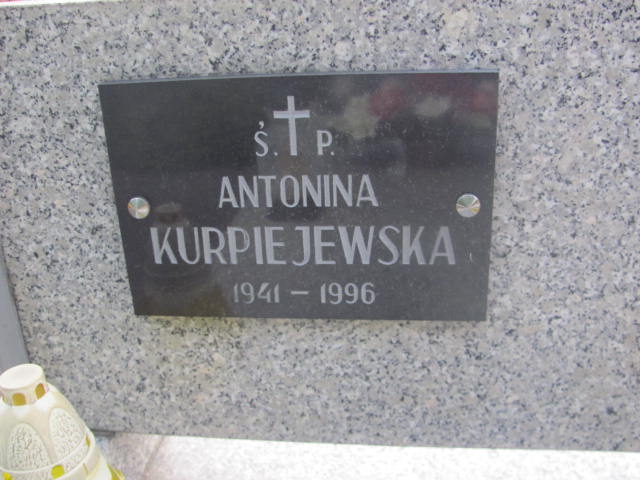 Ś. P.
ANTONINA
KURPIEJEWSKA
1941 - 1996